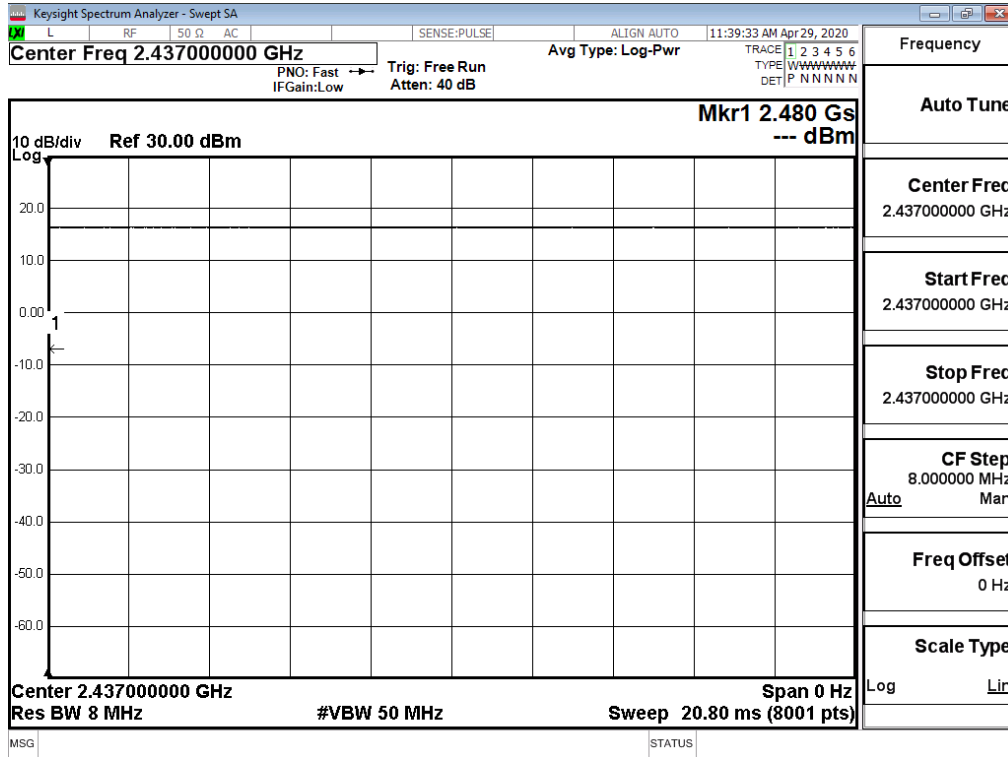 Keysight Spectrum Analyzer - Swept SA
LXI L RF 50 Ω AC SENSE:PULSE ALIGN AUTO 11:39:33 AM Apr 29, 2020
Center Freq 2.437000000 GHz
PNO: Fast
IFGain:Low
Trig: Free Run
Atten: 40 dB
Avg Type: Log-Pwr
TRACE 1 2 3 4 5 6
TYPE WWWWWW
DET P N N N N N
Mkr1 2.480 Gs
--- dBm
10 dB/div Ref 30.00 dBm
Log
20.0
10.0
0.00
1
-10.0
-20.0
-30.0
-40.0
-50.0
-60.0
Center 2.437000000 GHz Span 0 Hz
Res BW 8 MHz #VBW 50 MHz Sweep 20.80 ms (8001 pts)
MSG STATUS
Frequency
Auto Tune
Center Freq
2.437000000 GHz
Start Freq
2.437000000 GHz
Stop Freq
2.437000000 GHz
CF Step
8.000000 MHz
Auto Man
Freq Offset
0 Hz
Scale Type
Log Lin